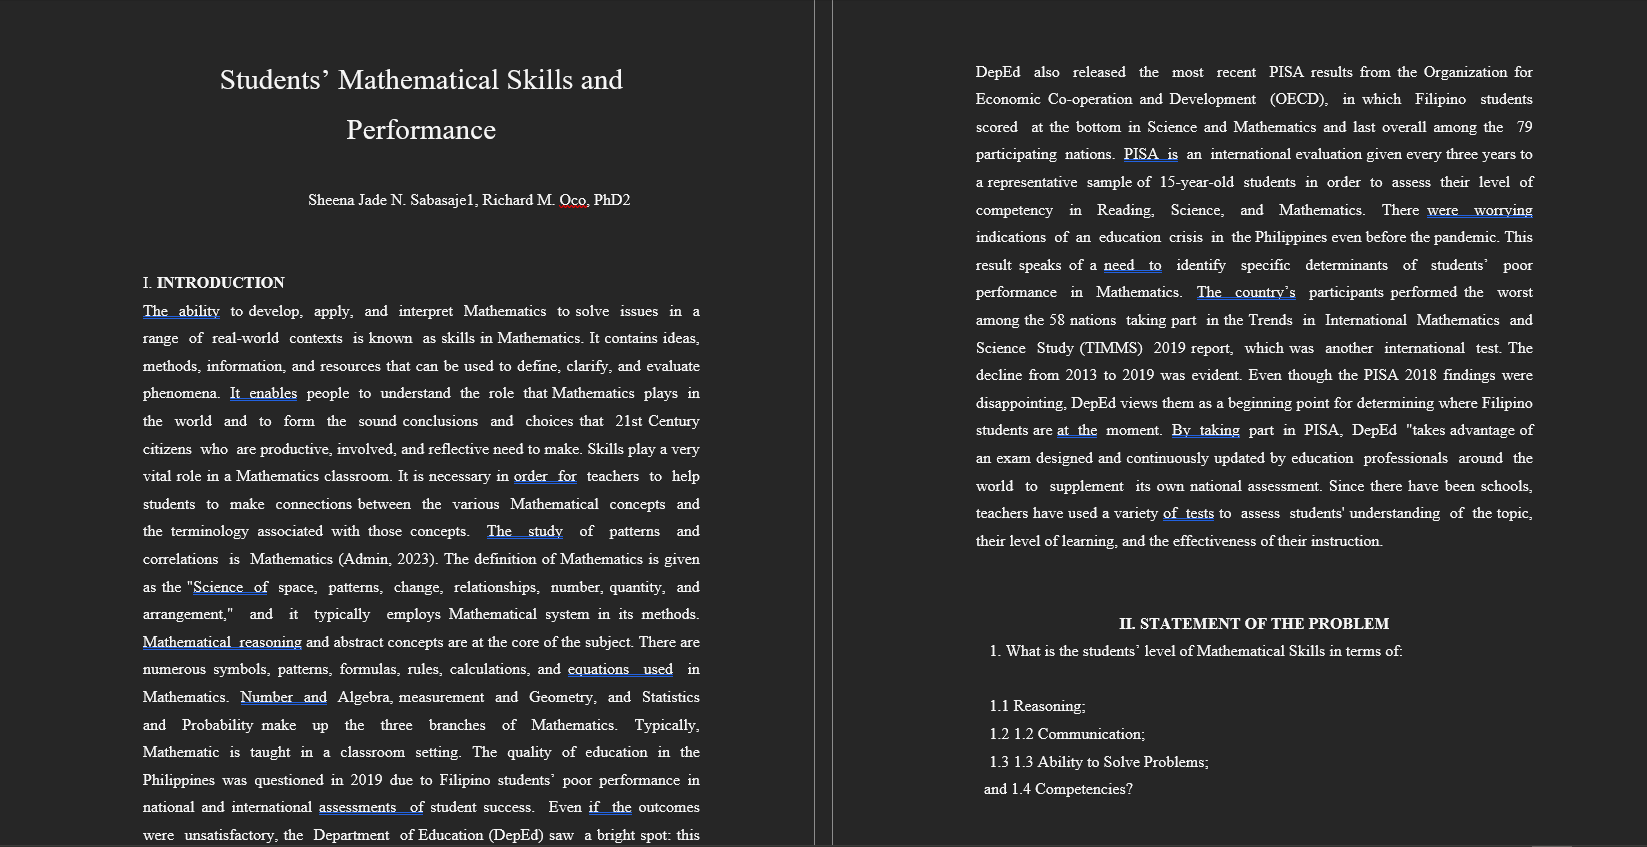 Students’ Mathematical Skills and
Performance
Sheena Jade N. Sabasaje1, Richard M. Oco, PhD2
I. INTRODUCTION
The ability to develop, apply, and interpret Mathematics to solve issues in a
range of real-world contexts is known as skills in Mathematics. It contains ideas,
methods, information, and resources that can be used to define, clarify, and evaluate
phenomena. It enables people to understand the role that Mathematics plays in
the world and to form the sound conclusions and choices that 21st Century
citizens who are productive, involved, and reflective need to make. Skills play a very
vital role in a Mathematics classroom. It is necessary in order for teachers to help
students to make connections between the various Mathematical concepts and
the terminology associated with those concepts. The study of patterns and
correlations is Mathematics (Admin, 2023). The definition of Mathematics is given
as the "Science of space, patterns, change, relationships, number, quantity, and
arrangement," and it typically employs Mathematical system in its methods.
Mathematical reasoning and abstract concepts are at the core of the subject. There are
numerous symbols, patterns, formulas, rules, calculations, and equations used in
Mathematics. Number and Algebra, measurement and Geometry, and Statistics
and Probability make up the three branches of Mathematics. Typically,
Mathematic is taught in a classroom setting. The quality of education in the
Philippines was questioned in 2019 due to Filipino students’ poor performance in
national and international assessments of student success. Even if the outcomes
were unsatisfactory, the Department of Education (DepEd) saw a bright spot: this
DepEd also released the most recent PISA results from the Organization for
Economic Co-operation and Development (OECD), in which Filipino students
scored at the bottom in Science and Mathematics and last overall among the 79
participating nations. PISA is an international evaluation given every three years to
a representative sample of 15-year-old students in order to assess their level of
competency in Reading, Science, and Mathematics. There were worrying
indications of an education crisis in the Philippines even before the pandemic. This
result speaks of a need to identify specific determinants of students’ poor
performance in Mathematics. The country’s participants performed the worst
among the 58 nations taking part in the Trends in International Mathematics and
Science Study (TIMMS) 2019 report, which was another international test. The
decline from 2013 to 2019 was evident. Even though the PISA 2018 findings were
disappointing, DepEd views them as a beginning point for determining where Filipino
students are at the moment. By taking part in PISA, DepEd "takes advantage of
an exam designed and continuously updated by education professionals around the
world to supplement its own national assessment. Since there have been schools,
teachers have used a variety of tests to assess students' understanding of the topic,
their level of learning, and the effectiveness of their instruction.
II. STATEMENT OF THE PROBLEM
1. What is the students’ level of Mathematical Skills in terms of:
1.1 Reasoning;
1.2 1.2 Communication;
1.3 1.3 Ability to Solve Problems;
and 1.4 Competencies?